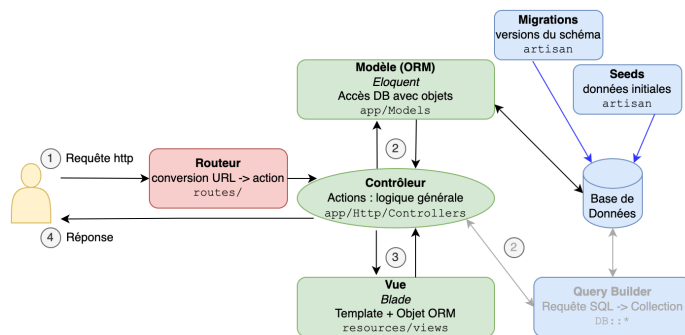 Migrations
versions du schéma
artisan
Modèle (ORM)
Eloquent
Accès DB avec objets
app/Models
Seeds
données initiales
artisan
1 Requête http
Routeur
conversion URL -> action
routes/
2
Contrôleur
Actions : logique générale
app/Http/Controllers
Base de
Données
4 Réponse
3
2
Vue
Blade
Template + Objet ORM
resources/views
Query Builder
Requête SQL -> Collection
DB::*